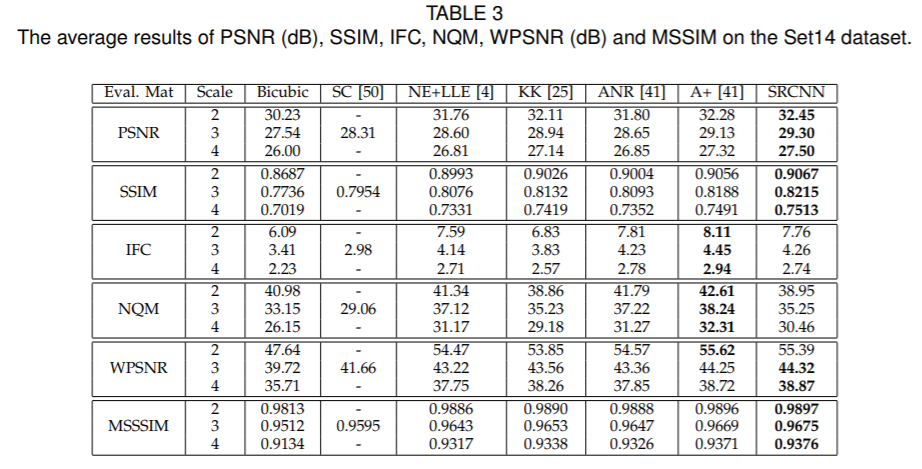 TABLE 3
The average results of PSNR (dB), SSIM, IFC, NQM, WPSNR (dB) and MSSIM on the Set14 dataset.
Eval. Mat Scale Bicubic SC [50] NE+LLE [4] KK [25] ANR [41] A+ [41] SRCNN
2 30.23 - 31.76 32.11 31.80 32.28 32.45
PSNR 3 27.54 28.31 28.60 28.94 28.65 29.13 29.30
4 26.00 - 26.81 27.14 26.85 27.32 27.50
2 0.8687 - 0.8993 0.9026 0.9004 0.9056 0.9067
SSIM 3 0.7736 0.7954 0.8076 0.8132 0.8093 0.8188 0.8215
4 0.7019 - 0.7331 0.7419 0.7352 0.7491 0.7513
2 6.09 - 7.59 6.83 7.81 8.11 7.76
IFC 3 3.41 2.98 4.14 3.83 4.23 4.45 4.26
4 2.23 - 2.71 2.57 2.78 2.94 2.74
2 40.98 - 41.34 38.86 41.79 42.61 38.95
NQM 3 33.15 29.06 37.12 35.23 37.22 38.24 35.25
4 26.15 - 31.17 29.18 31.27 32.31 30.46
2 47.64 - 54.47 53.85 54.57 55.62 55.39
WPSNR 3 39.72 41.66 43.22 43.56 43.36 44.25 44.32
4 35.71 - 37.75 38.26 37.85 38.72 38.87
2 0.9813 - 0.9886 0.9890 0.9888 0.9896 0.9897
MSSSIM 3 0.9512 0.9595 0.9643 0.9653 0.9647 0.9669 0.9675
4 0.9134 - 0.9317 0.9338 0.9326 0.9371 0.9376